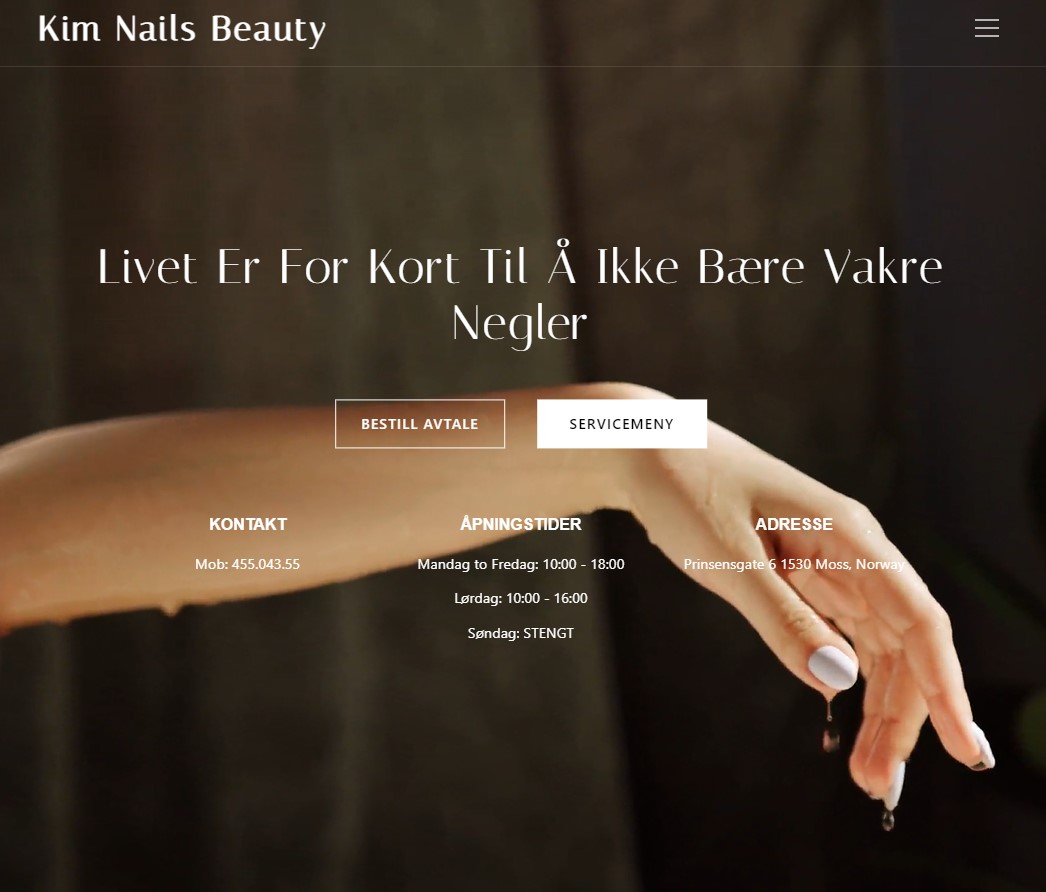 Kim Nails Beauty
Livet Er For Kort Til Å Ikke Bære Vakre
Negler
BESTILL AVTALE
SERVICEMENY
KONTAKT
Mob: 455.043.55
ÅPNINGSTIDER
Mandag to Fredag: 10:00 - 18:00
Lørdag: 10:00 - 16:00
Søndag: STENGT
ADRESSE
Prinsensgate 6 1530 Moss, Norway